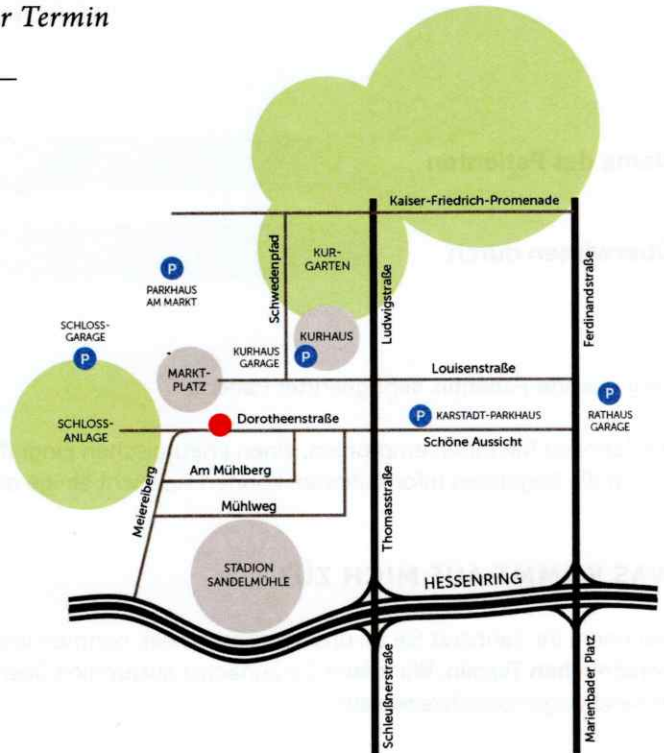 r Termin
Kaiser-Friedrich-Promenade
P
PARKHAUS
AM MARKT
Schwedenpfad
KUR-
GARTEN
Ludwigstraße
Ferdinandstraße
SCHLOSS-
GARAGE
P
KURHAUS
KURHAUS
GARAGE
P
MARKT-
PLATZ
Louisenstraße
SCHLOSS-
ANLAGE
Dorotheenstraße
P
KARSTADT-PARKHAUS
P
RATHAUS
GARAGE
Schöne Aussicht
Meiereiberg
Am Mühlberg
Mühlweg
Thomasstraße
STADION
SANDELMÜHLE
HESSENRING
Schleußnerstraße
Marienbader Platz